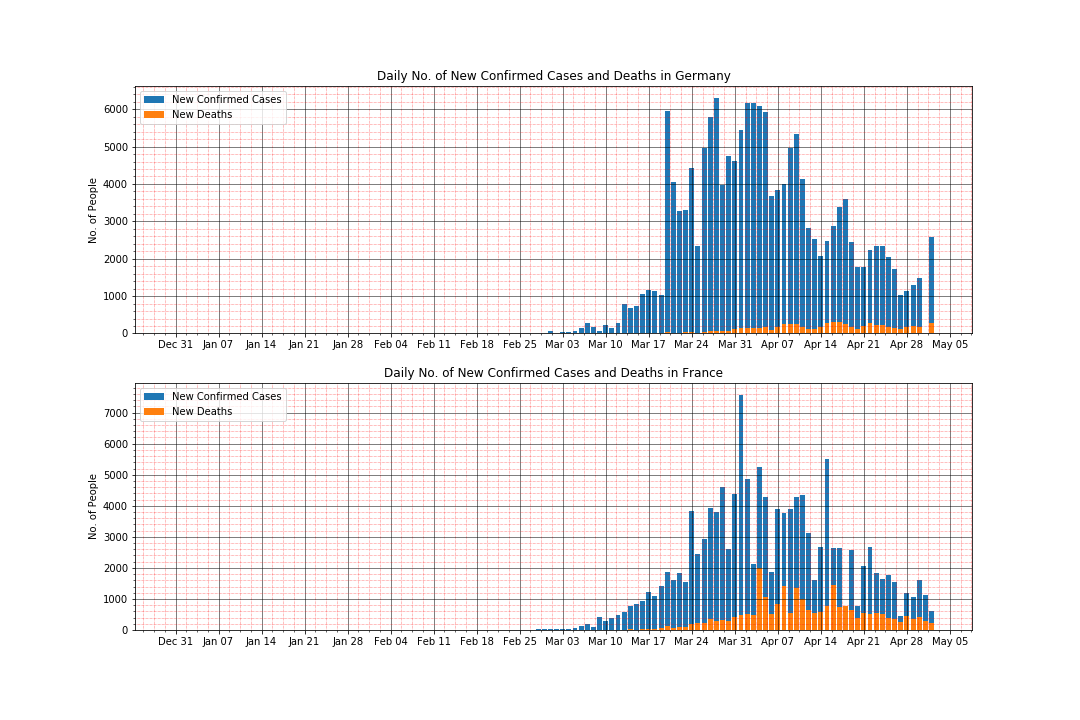 Daily No. of New Confirmed Cases and Deaths in Germany
New Confirmed Cases
New Deaths
No. of People
6000
5000
4000
3000
2000
1000
0
Dec 31 Jan 07 Jan 14 Jan 21 Jan 28 Feb 04 Feb 11 Feb 18 Feb 25 Mar 03 Mar 10 Mar 17 Mar 24 Mar 31 Apr 07 Apr 14 Apr 21 Apr 28 May 05
Daily No. of New Confirmed Cases and Deaths in France
New Confirmed Cases
New Deaths
No. of People
7000
6000
5000
4000
3000
2000
1000
0
Dec 31 Jan 07 Jan 14 Jan 21 Jan 28 Feb 04 Feb 11 Feb 18 Feb 25 Mar 03 Mar 10 Mar 17 Mar 24 Mar 31 Apr 07 Apr 14 Apr 21 Apr 28 May 05